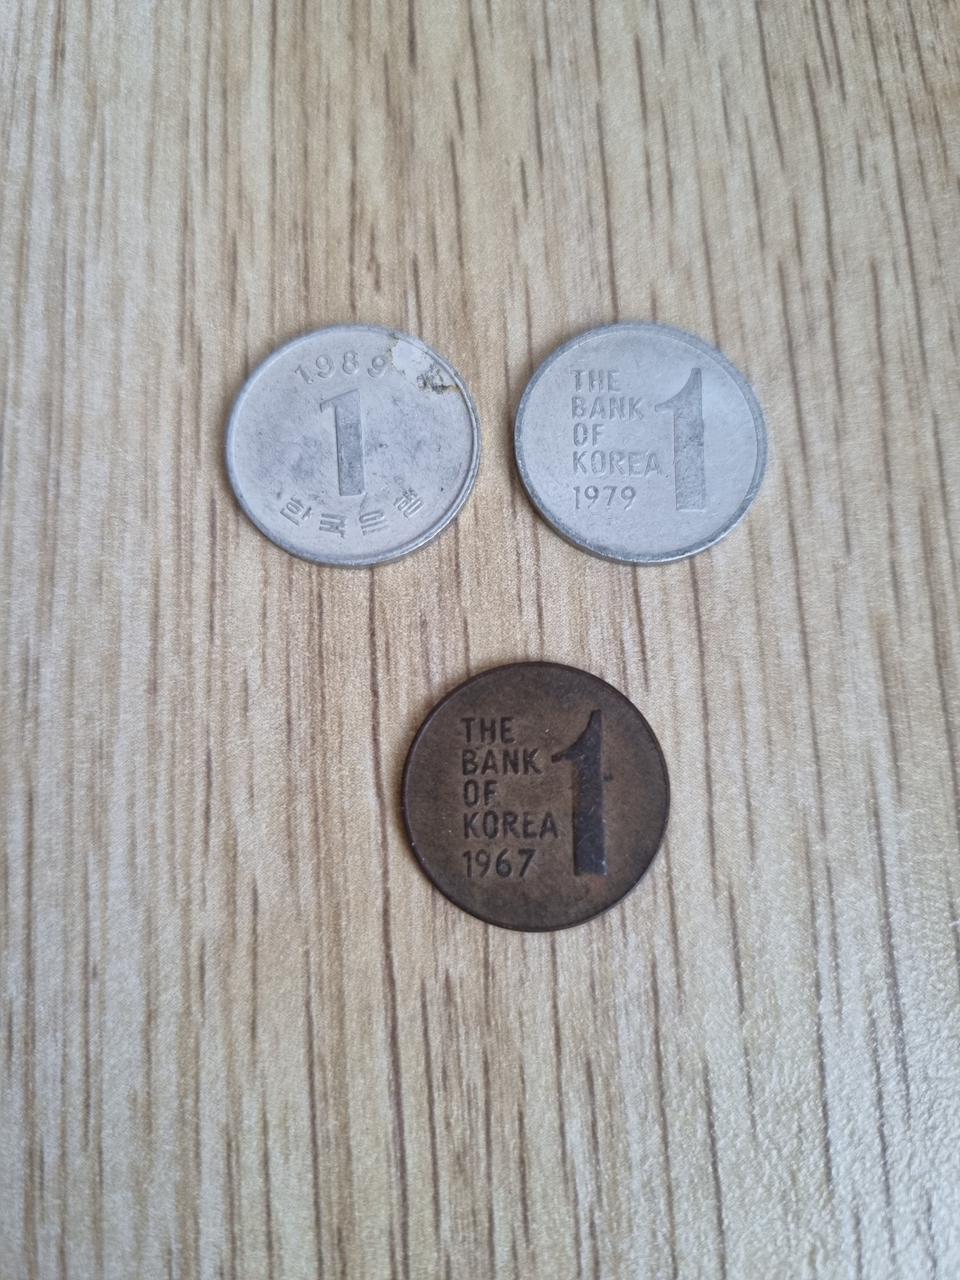 1989
1
한국은행
THE
BANK
OF
KOREA
1979
1
THE
BANK
OF
KOREA
1967
1